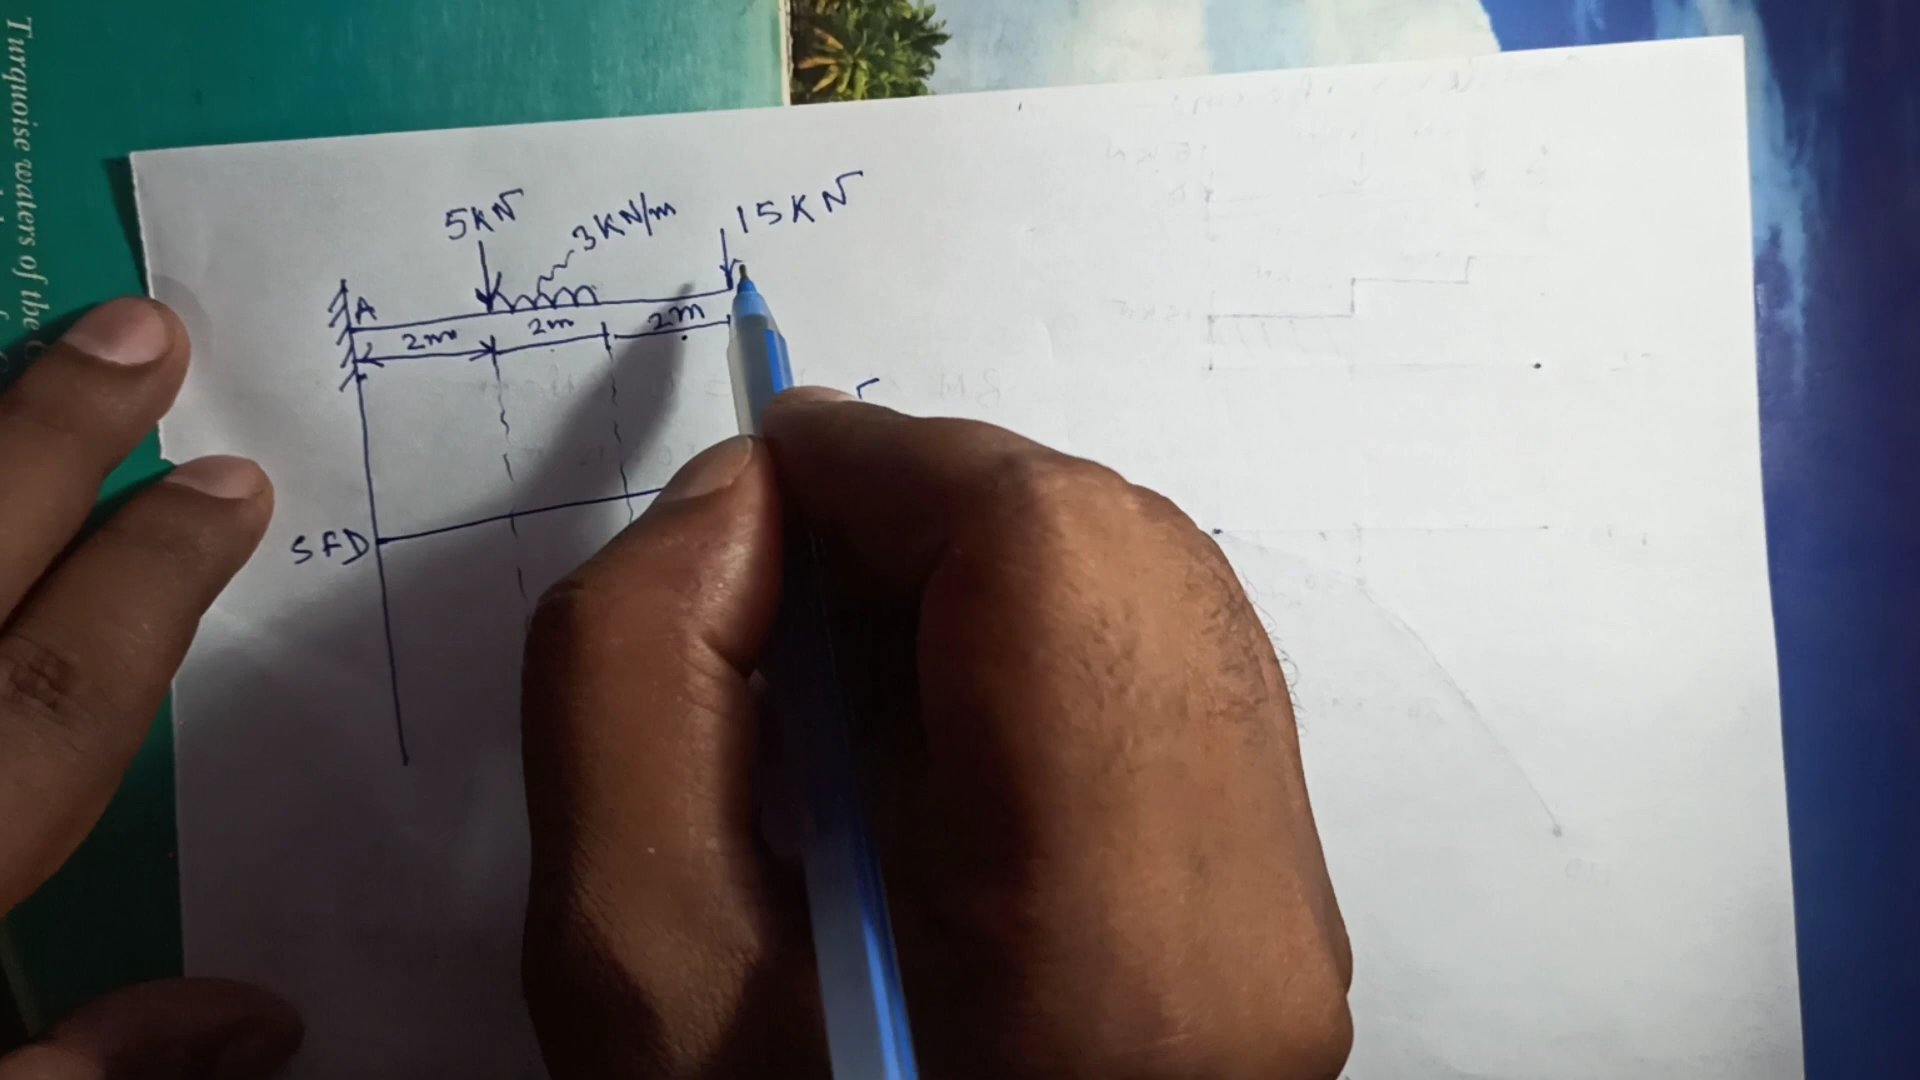 Turquoise waters of the
5KN
3KN/m
15KN
A
2m
2m
2m
SFD